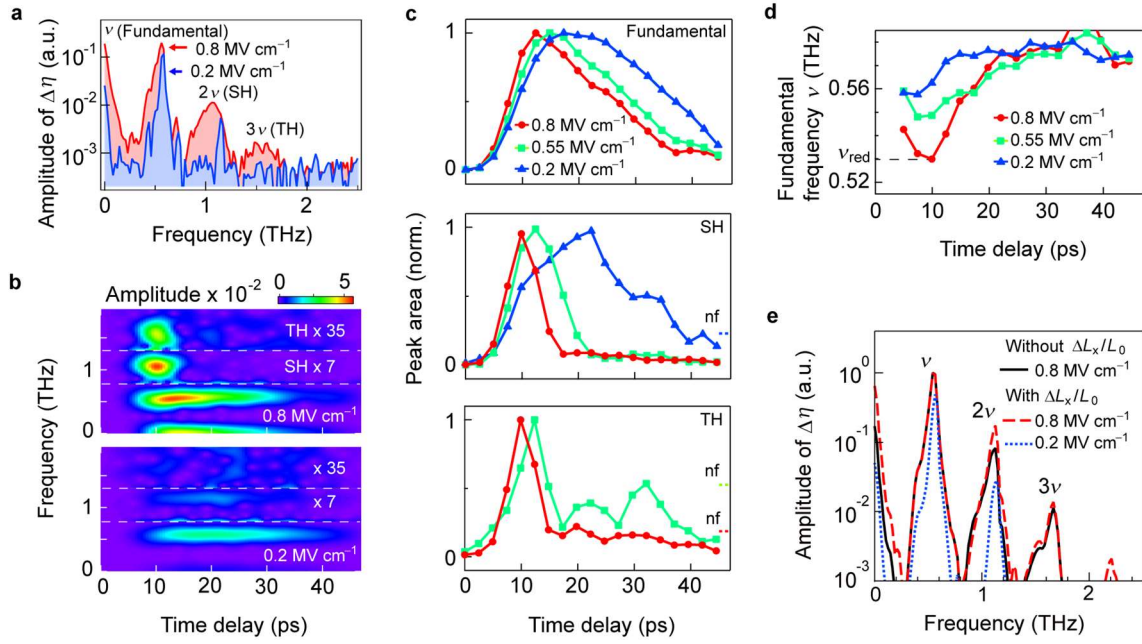 a
ν (Fundamental)
0.8 MV cm⁻¹
0.2 MV cm⁻¹
2ν (SH)
3ν (TH)
10⁻¹
10⁻²
10⁻³
Amplitude of Δη (a.u.)
0 1 2
Frequency (THz)
b
Amplitude x 10⁻²
0 5
TH x 35
SH x 7
0.8 MV cm⁻¹
x 35
x 7
0.2 MV cm⁻¹
1
0
1
0
Frequency (THz)
0 10 20 30 40
Time delay (ps)
c
Fundamental
0.8 MV cm⁻¹
0.55 MV cm⁻¹
0.2 MV cm⁻¹
1
0
SH
nf
1
0
Peak area (norm.)
TH
nf
nf
1
0
0 10 20 30 40
Time delay (ps)
d
Fundamental
frequency ν (THz)
0.56
νred
0.52
0.8 MV cm⁻¹
0.55 MV cm⁻¹
0.2 MV cm⁻¹
0 10 20 30 40
Time delay (ps)
e
Without ΔLx/L0
0.8 MV cm⁻¹
With ΔLx/L0
0.8 MV cm⁻¹
0.2 MV cm⁻¹
ν
2ν
3ν
10⁰
10⁻¹
10⁻²
10⁻³
Amplitude of Δη (a.u.)
0 1 2
Frequency (THz)